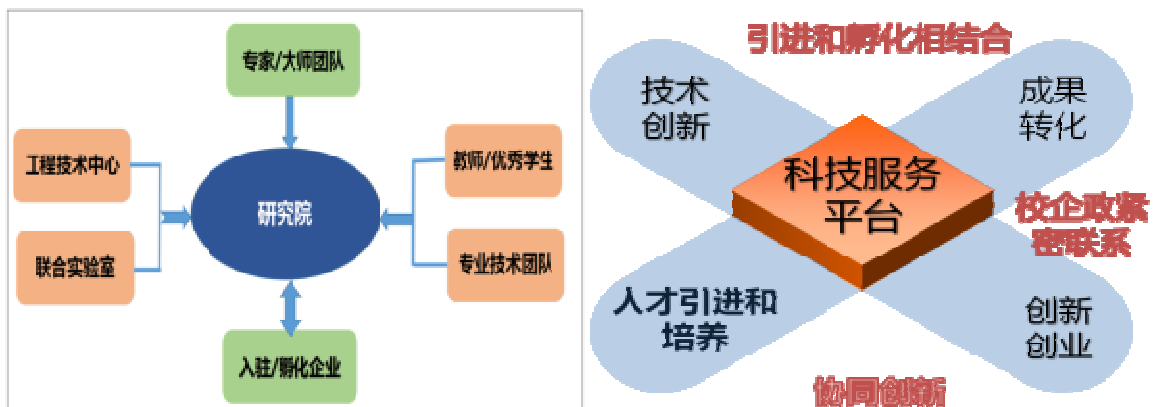 专家/大师团队
工程技术中心
教师/优秀学生
研究院
联合实验室
专业技术团队
入驻/孵化企业
引进和孵化相结合
技术
创新
成果
转化
科技服务
平台
校企政紧
密联系
人才引进和
培养
创新
创业
协同创新